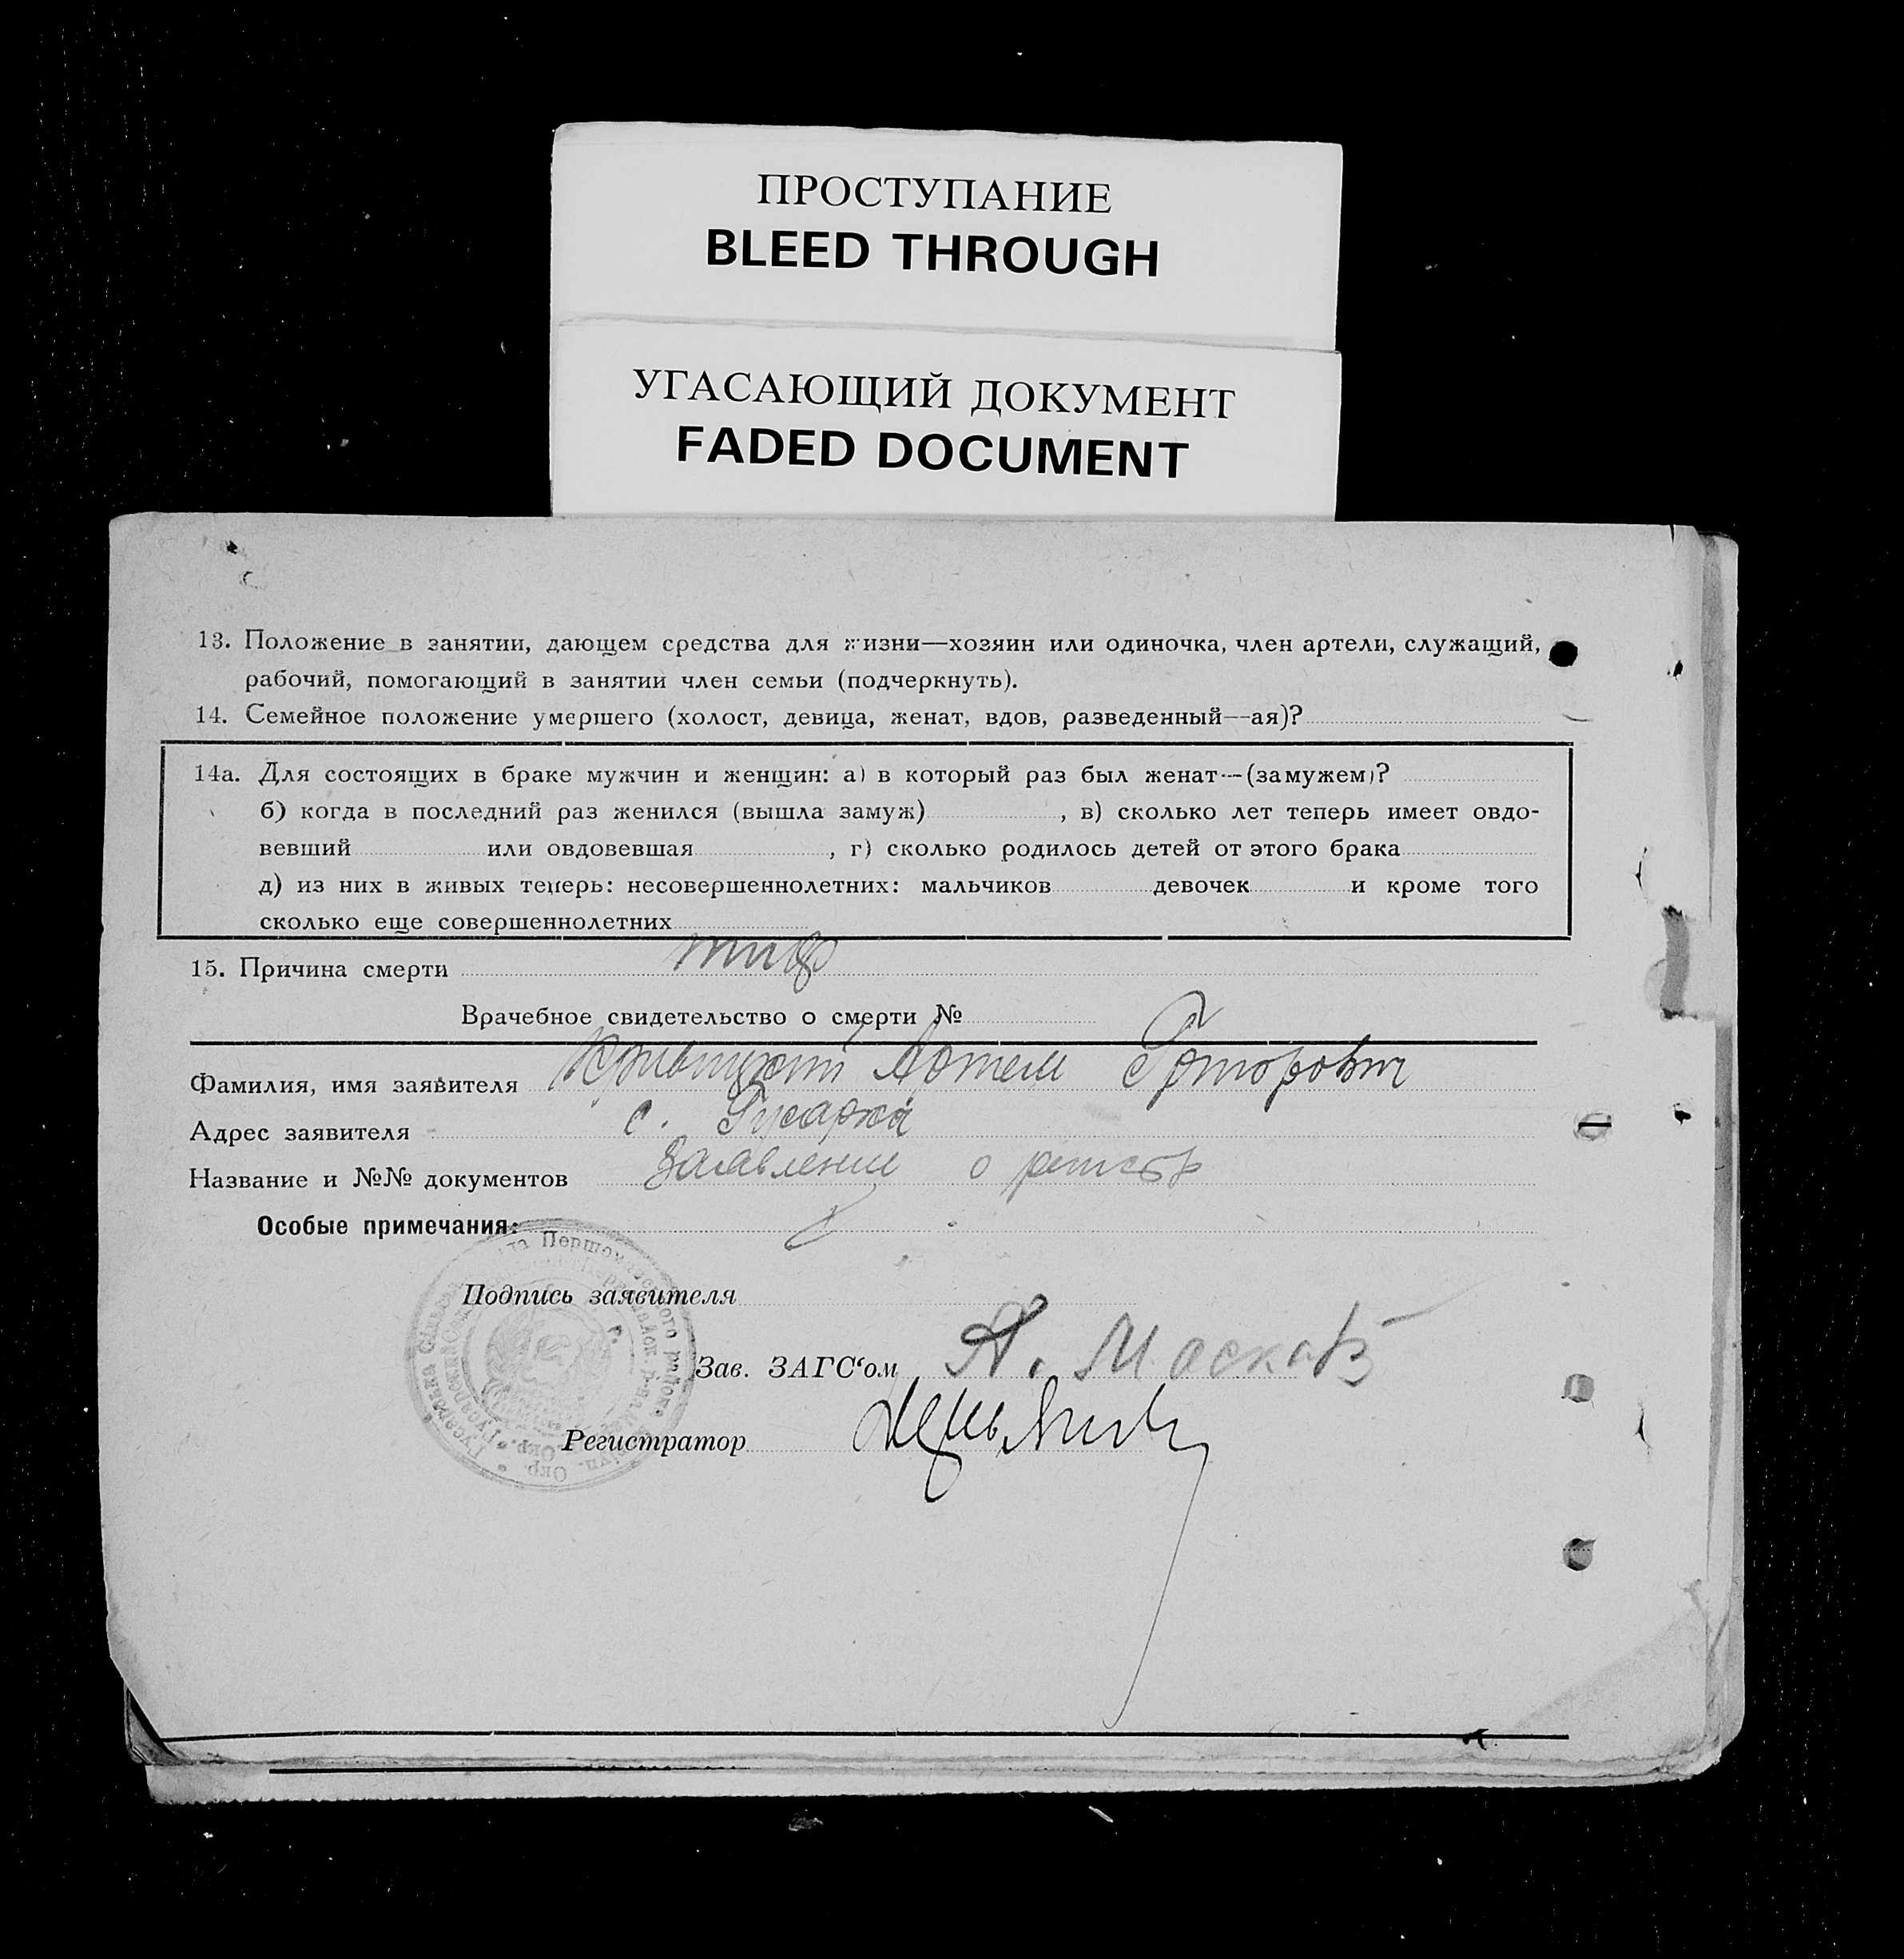 ПРОСТУПАНИЕ
BLEED THROUGH
УГАСАЮЩИЙ ДОКУМЕНТ
FADED DOCUMENT
13. Положение в занятии, дающем средства для жизни—хозяин или одиночка, член артели, служащий,
рабочий, помогающий в занятии член семьи (подчеркнуть).
14. Семейное положение умершего (холост, девица, женат, вдов, разведенный—ая)?
14а. Для состоящих в браке мужчин и женщин: а) в который раз был женат—(замужем)?
б) когда в последний раз женился (вышла замуж) , в) сколько лет теперь имеет овдо-
вевший или овдовевшая , г) сколько родилось детей от этого брака
д) из них в живых теперь: несовершеннолетних: мальчиков девочек и кроме того
сколько еще совершеннолетних
15. Причина смерти тиф
Врачебное свидетельство о смерти №
Фамилия, имя заявителя Артем
Адрес заявителя с. Гусарка
Название и №№ документов Заявление о
Особые примечания:
Подпись заявителя
Зав. ЗАГС‘ом
Регистратор